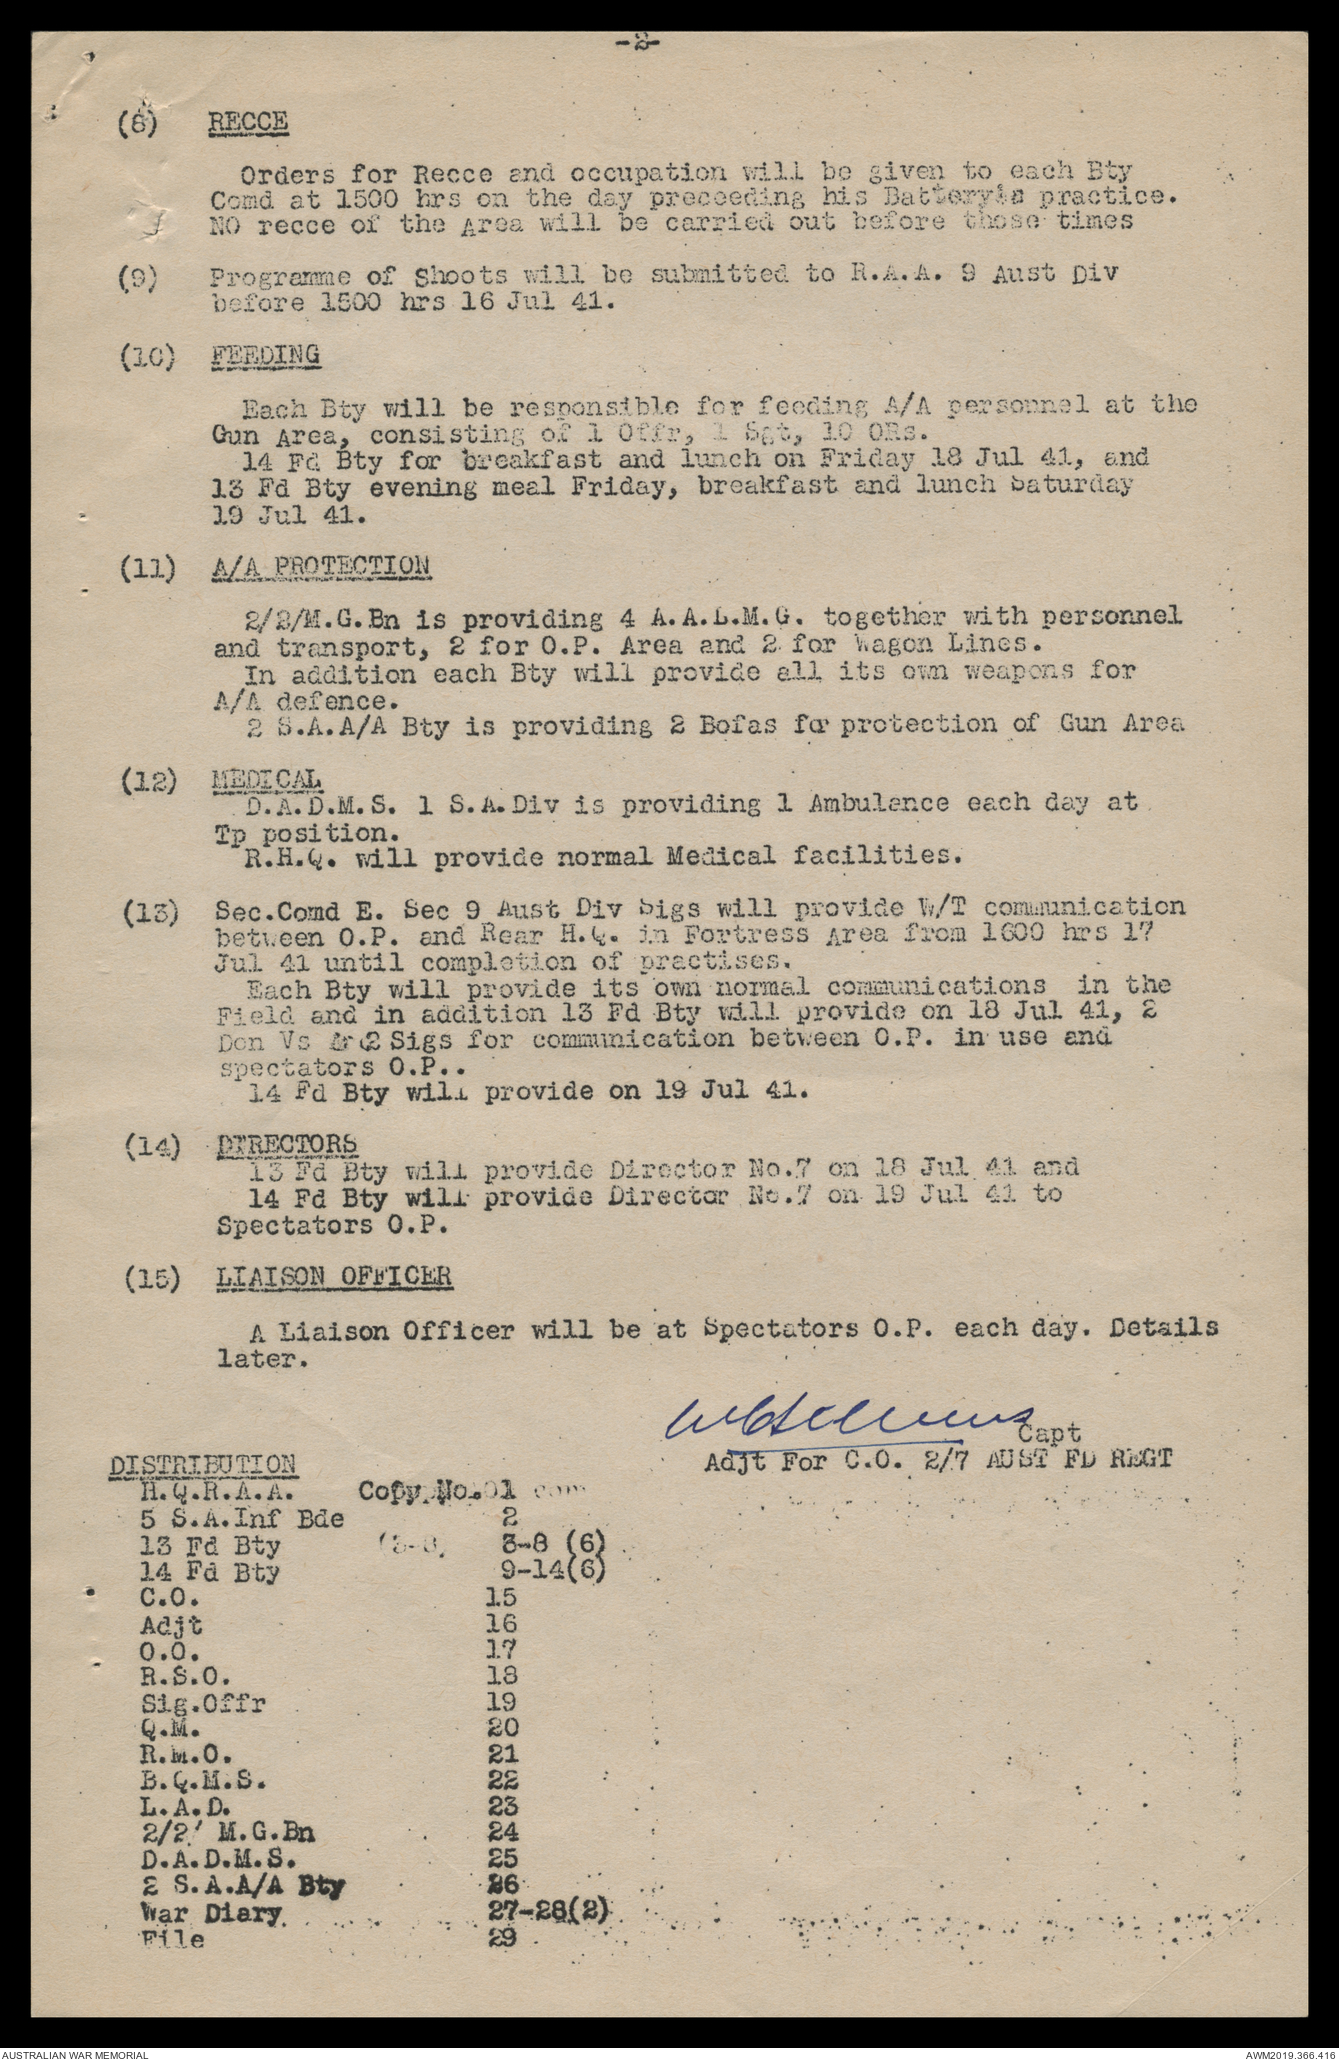 -2-
(8) RECCE
Orders for Recce and occupation will be given to each Bty
Comd at 1500 hrs on the day preceeding his Battery's practice.
NO recce of the Area will be carried out before those times
(9) Programme of Shoots will be submitted to R.A.A. 9 Aust Div
before 1500 hrs 16 Jul 41.
(10) FEEDING
Each Bty will be responsible for feeding A/A personnel at the
Gun Area, consisting of 1 Offr, 1 Sgt, 10 ORs.
14 Fd Bty for breakfast and lunch on Friday 18 Jul 41, and
13 Fd Bty evening meal Friday, breakfast and lunch Saturday
19 Jul 41.
(11) A/A PROTECTION
2/2/M.G.Bn is providing 4 A.A.L.M.G. together with personnel
and transport, 2 for O.P. Area and 2 for Wagon Lines.
In addition each Bty will provide all its own weapons for
A/A defence.
2 S.A.A/A Bty is providing 2 Bofas for protection of Gun Area
(12) MEDICAL
D.A.D.M.S. 1 S.A.Div is providing 1 Ambulance each day at
Tp position.
R.H.Q. will provide normal Medical facilities.
(13) Sec.Comd E. Sec 9 Aust Div Sigs will provide W/T communication
between O.P. and Rear H.Q. in Fortress Area from 1600 hrs 17
Jul 41 until completion of practises.
Each Bty will provide its own normal communications in the
Field and in addition 13 Fd Bty will provide on 18 Jul 41, 2
Don Vs and 2 Sigs for communication between O.P. in use and
spectators O.P..
14 Fd Bty will provide on 19 Jul 41.
(14) DIRECTORS
13 Fd Bty will provide Director No.7 on 18 Jul 41 and
14 Fd Bty will provide Director No.7 on 19 Jul 41 to
Spectators O.P.
(15) LIAISON OFFICER
A Liaison Officer will be at Spectators O.P. each day. Details
later.
Capt
Adjt For C.O. 2/7 AUST FD REGT
DISTRIBUTION
H.Q.R.A.A. Copy No. 1
5 S.A.Inf Bde 2
13 Fd Bty 3-8 (6)
14 Fd Bty 9-14(6)
C.O. 15
Adjt 16
O.O. 17
R.S.O. 18
Sig.Offr 19
Q.M. 20
R.M.O. 21
B.Q.M.S. 22
L.A.D. 23
2/2/ M.G.Bn 24
D.A.D.M.S. 25
2 S.A.A/A Bty 26
War Diary 27-28(2)
File 29
AUSTRALIAN WAR MEMORIAL AWM2019.366.416